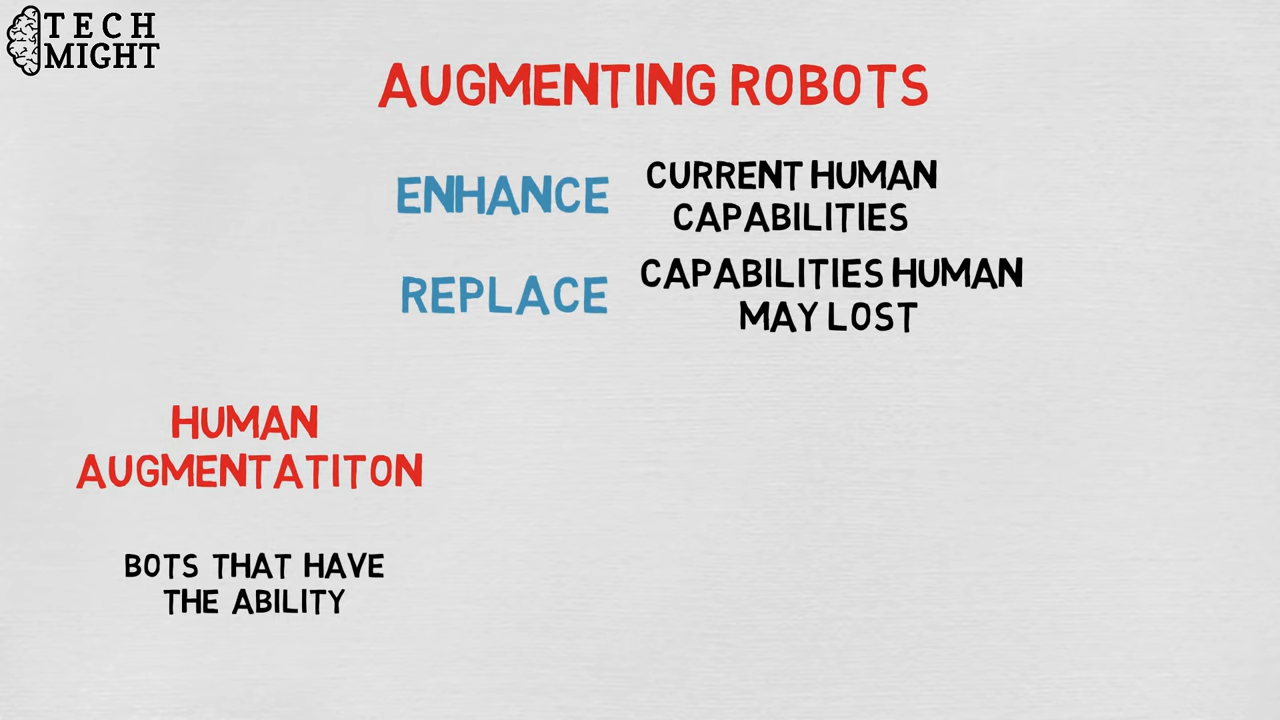 TECH
MIGHT
AUGMENTING ROBOTS
ENHANCE
CURRENT HUMAN
CAPABILITIES
REPLACE
CAPABILITIES HUMAN
MAY LOST
HUMAN
AUGMENTATITON
BOTS THAT HAVE
THE ABILITY